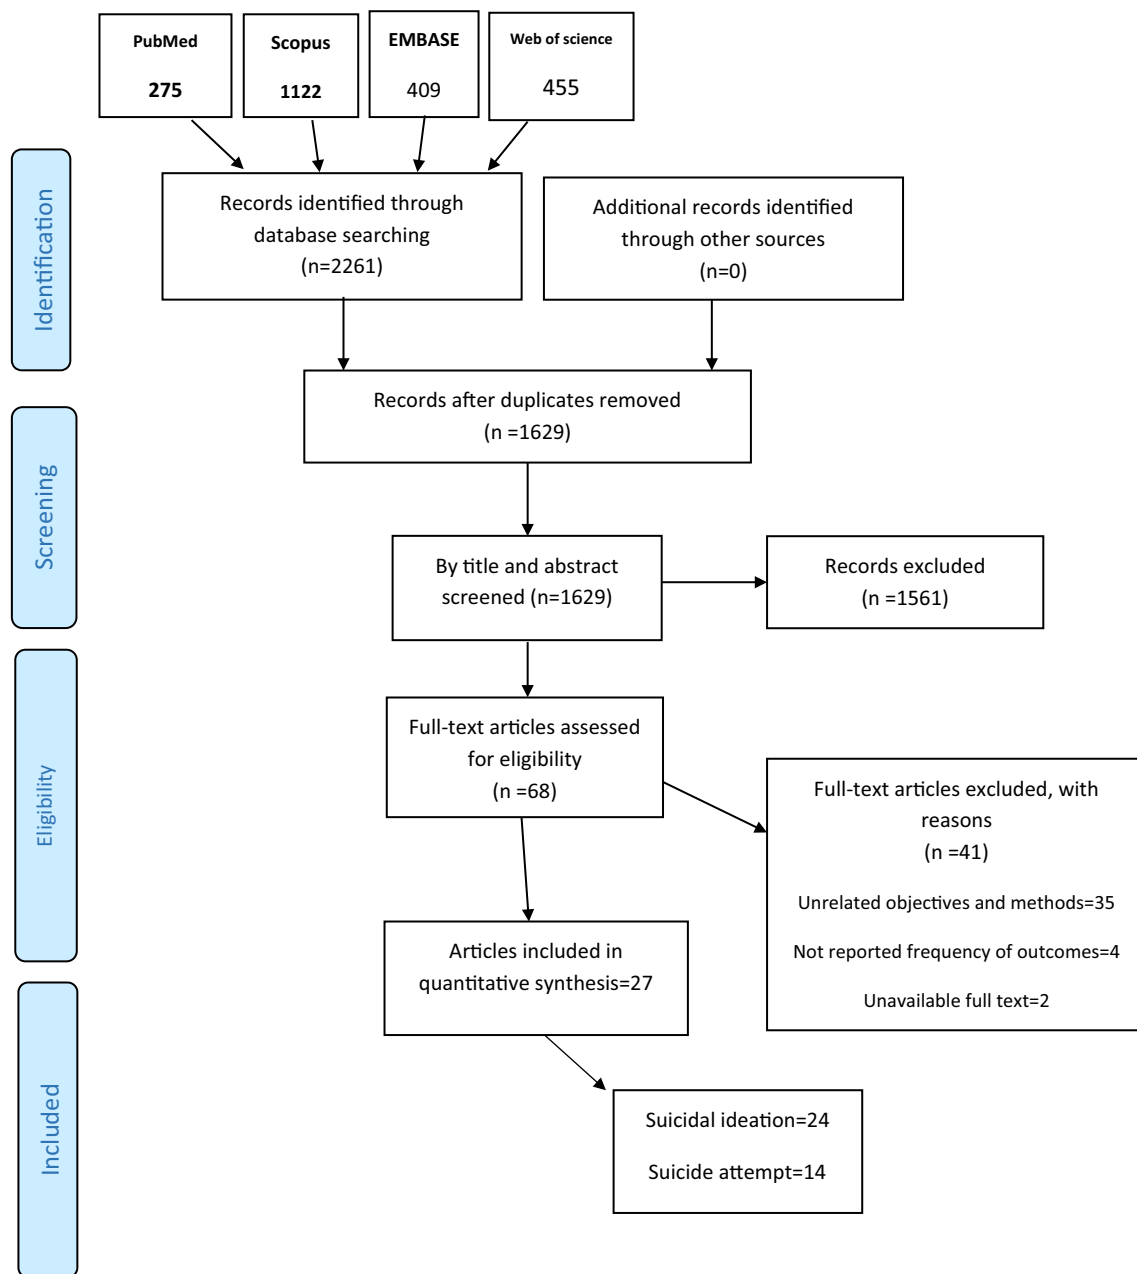 PubMed
275
Scopus
1122
EMBASE
409
Web of science
455
Identification
Records identified through
database searching
(n=2261)
Additional records identified
through other sources
(n=0)
Records after duplicates removed
(n =1629)
Screening
By title and abstract
screened (n=1629)
Records excluded
(n =1561)
Eligibility
Full-text articles assessed
for eligibility
(n =68)
Full-text articles excluded, with
reasons
(n =41)
Unrelated objectives and methods=35
Not reported frequency of outcomes=4
Unavailable full text=2
Articles included in
quantitative synthesis=27
Included
Suicidal ideation=24
Suicide attempt=14